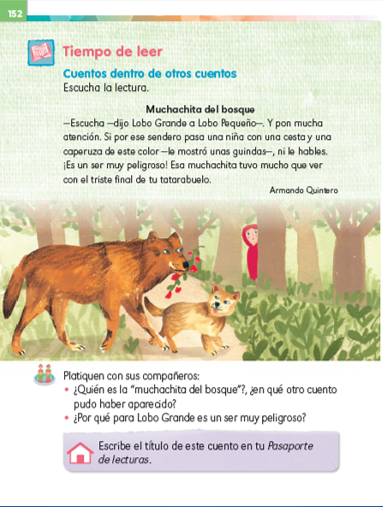 152
Tiempo de leer
Cuentos dentro de otros cuentos
Escucha la lectura.
Muchachita del bosque
—Escucha —dijo Lobo Grande a Lobo Pequeño—. Y pon mucha
atención. Si por ese sendero pasa una niña con una cesta y una
caperuza de este color —le mostró unas guindas—, ni le hables.
¡Es un ser muy peligroso! Esa muchachita tuvo mucho que ver
con el triste final de tu tatarabuelo.
Armando Quintero
Platiquen con sus compañeros:
• ¿Quién es la "muchachita del bosque"?, ¿en qué otro cuento
pudo haber aparecido?
• ¿Por qué para Lobo Grande es un ser muy peligroso?
Escribe el título de este cuento en tu Pasaporte
de lecturas.